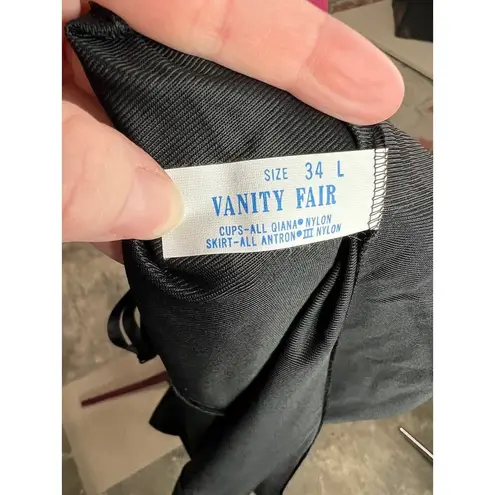 SIZE 34 L
VANITY FAIR
CUPS-ALL QIANA® NYLON
SKIRT-ALL ANTRON® III NYLON